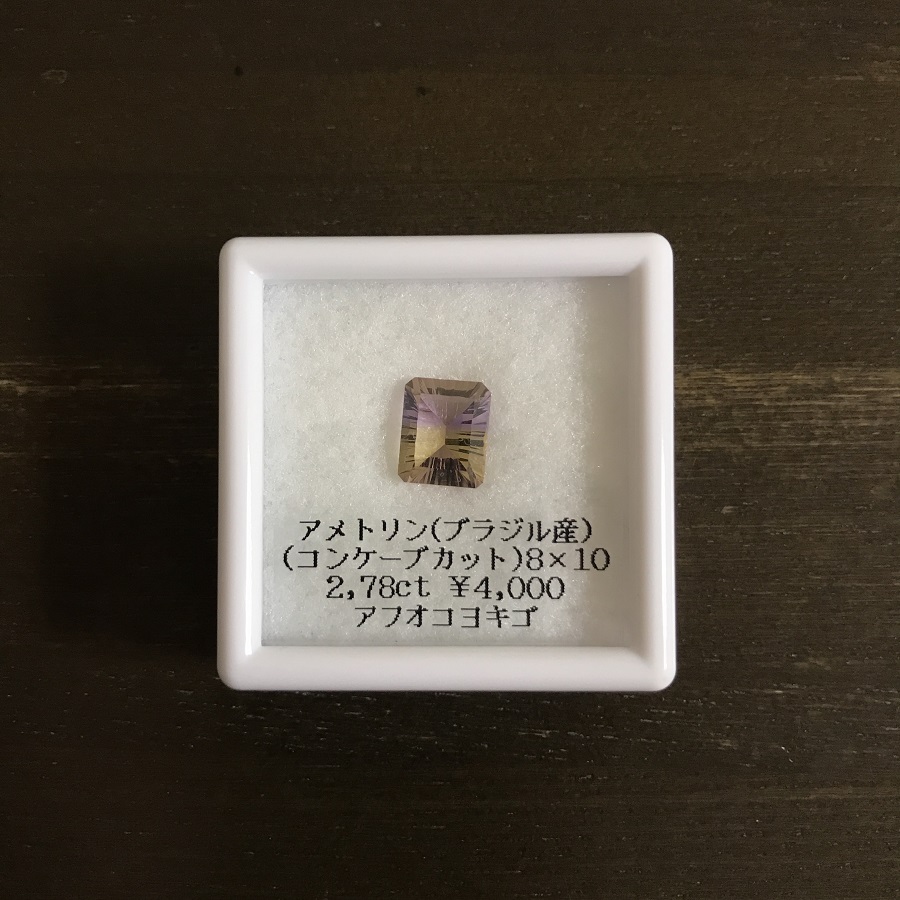 アメトリン(ブラジル産)
(コンケーブカット)8×10
2,78ct ¥4,000
アフオコヨキゴ